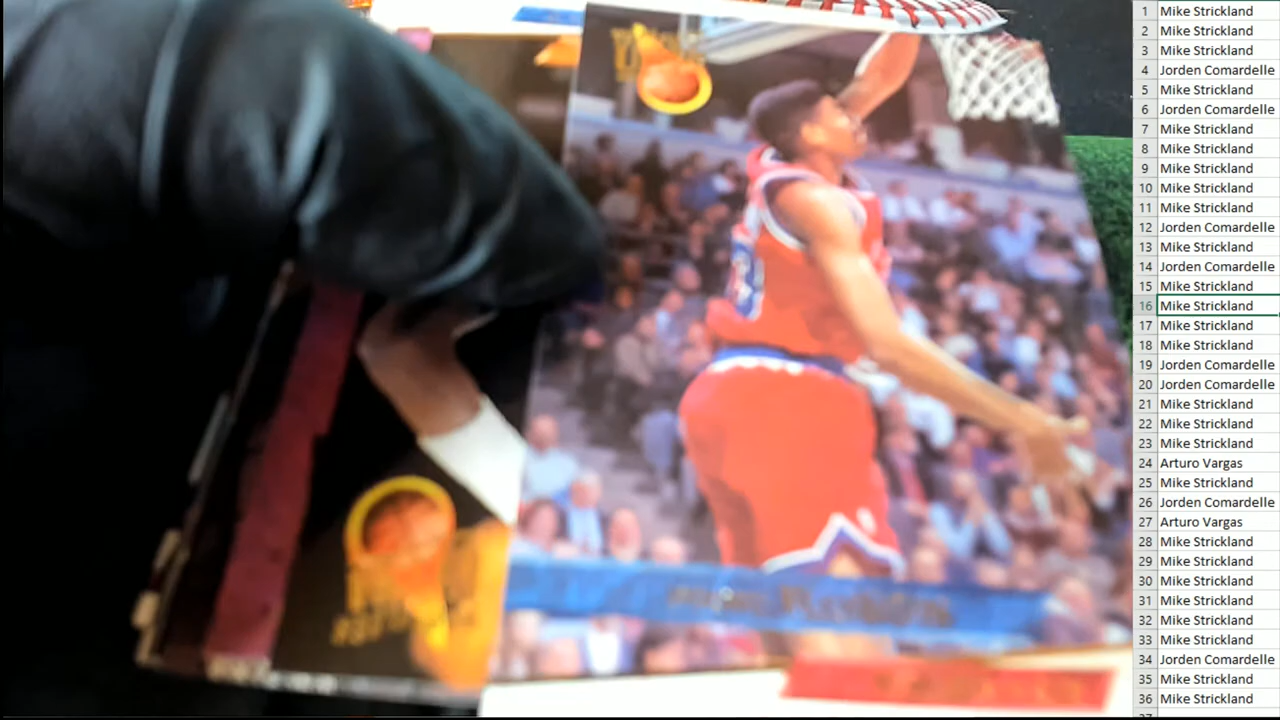 1 Mike Strickland
2 Mike Strickland
3 Mike Strickland
4 Jorden Comardelle
5 Mike Strickland
6 Jorden Comardelle
7 Mike Strickland
8 Mike Strickland
9 Mike Strickland
10 Mike Strickland
11 Mike Strickland
12 Jorden Comardelle
13 Mike Strickland
14 Jorden Comardelle
15 Mike Strickland
16 Mike Strickland
17 Mike Strickland
18 Mike Strickland
19 Jorden Comardelle
20 Jorden Comardelle
21 Mike Strickland
22 Mike Strickland
23 Mike Strickland
24 Arturo Vargas
25 Mike Strickland
26 Jorden Comardelle
27 Arturo Vargas
28 Mike Strickland
29 Mike Strickland
30 Mike Strickland
31 Mike Strickland
32 Mike Strickland
33 Mike Strickland
34 Jorden Comardelle
35 Mike Strickland
36 Mike Strickland